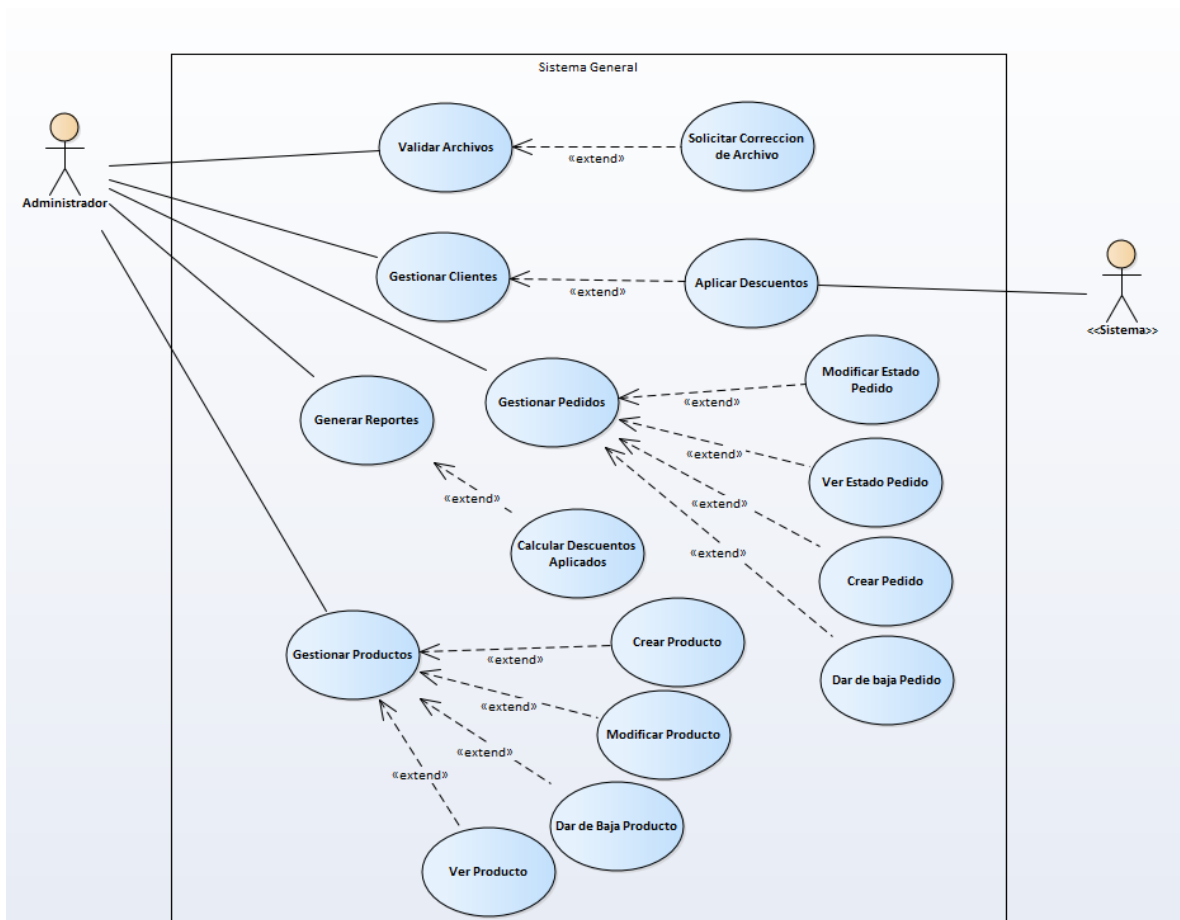 Sistema General
Administrador
Validar Archivos
«extend»
Solicitar Correccion
de Archivo
Gestionar Clientes
«extend»
Aplicar Descuentos
<<Sistema>>
Gestionar Pedidos
«extend»
Modificar Estado
Pedido
«extend»
Ver Estado Pedido
«extend»
Crear Pedido
«extend»
Dar de baja Pedido
Generar Reportes
«extend»
Calcular Descuentos
Aplicados
Gestionar Productos
«extend»
Crear Producto
«extend»
Modificar Producto
«extend»
Dar de Baja Producto
«extend»
Ver Producto